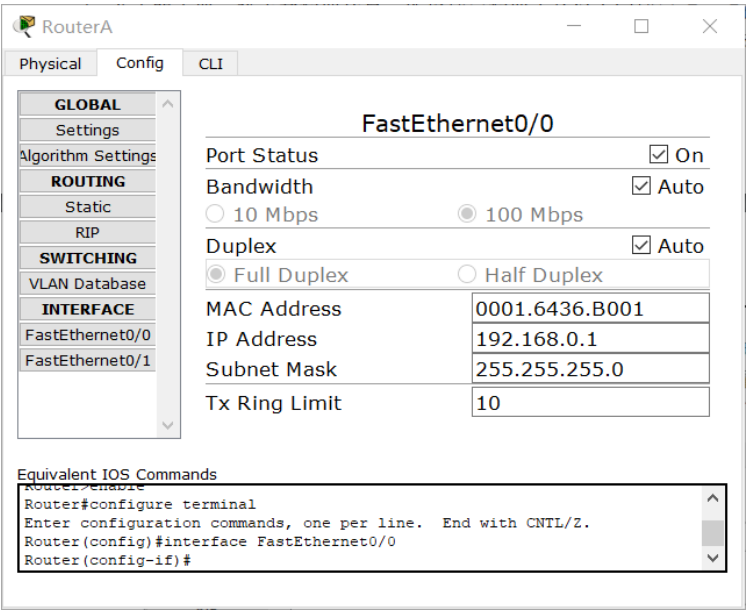 RouterA
Physical Config CLI
GLOBAL
Settings
Algorithm Settings
ROUTING
Static
RIP
SWITCHING
VLAN Database
INTERFACE
FastEthernet0/0
FastEthernet0/1
FastEthernet0/0
Port Status On
Bandwidth Auto
10 Mbps 100 Mbps
Duplex Auto
Full Duplex Half Duplex
MAC Address 0001.6436.B001
IP Address 192.168.0.1
Subnet Mask 255.255.255.0
Tx Ring Limit 10
Equivalent IOS Commands
Router>enable
Router#configure terminal
Enter configuration commands, one per line. End with CNTL/Z.
Router(config)#interface FastEthernet0/0
Router(config-if)#